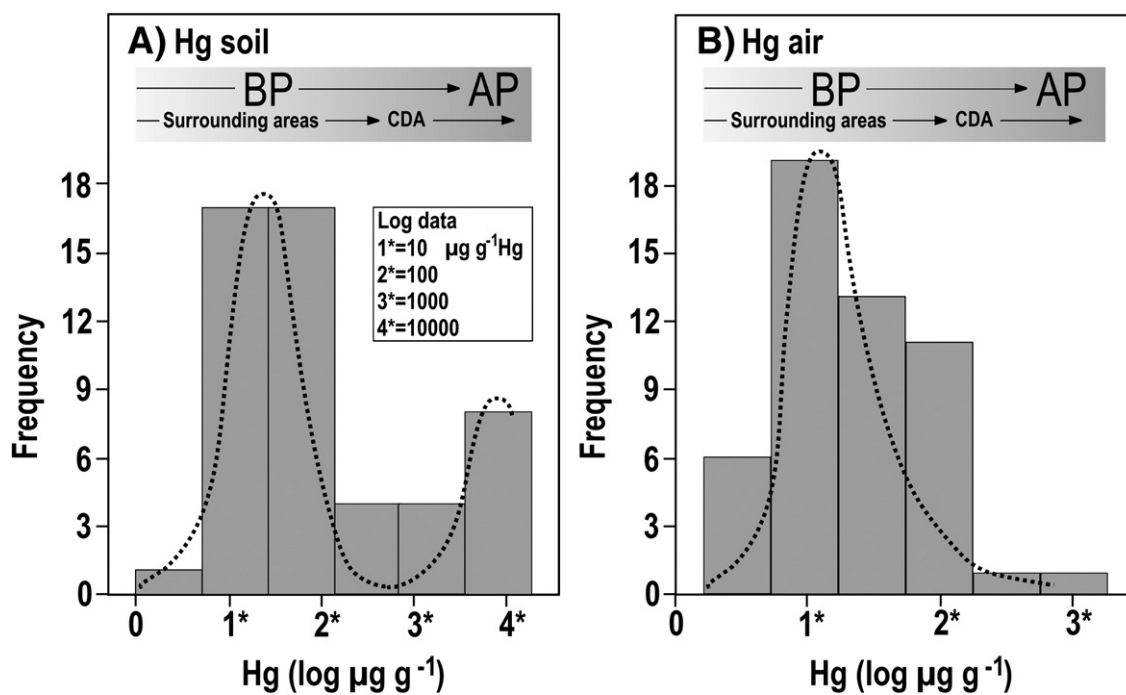 A) Hg soil
BP AP
Surrounding areas CDA
18
15
12
9
6
3
0
Frequency
Log data
1*=10 µg g⁻¹Hg
2*=100
3*=1000
4*=10000
0 1* 2* 3* 4*
Hg (log µg g⁻¹)
B) Hg air
BP AP
Surrounding areas CDA
18
15
12
9
6
3
0
Frequency
0 1* 2* 3*
Hg (log µg g⁻¹)